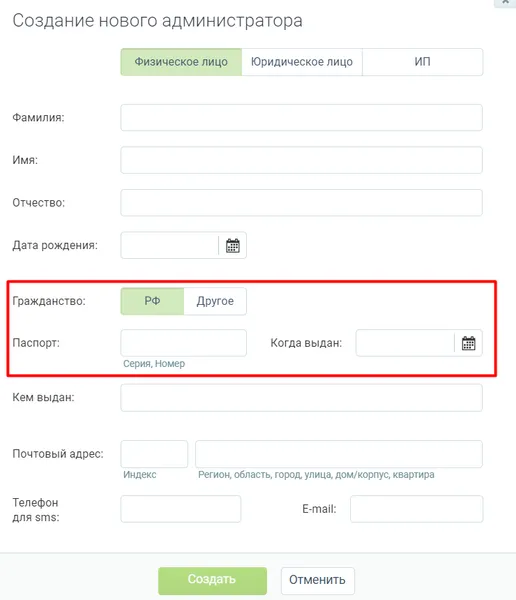 Создание нового администратора
Физическое лицо Юридическое лицо ИП
Фамилия:
Имя:
Отчество:
Дата рождения:
Гражданство: РФ Другое
Паспорт: Когда выдан:
Серия, Номер
Кем выдан:
Почтовый адрес:
Индекс Регион, область, город, улица, дом/корпус, квартира
Телефон
для sms: E-mail:
Создать Отменить